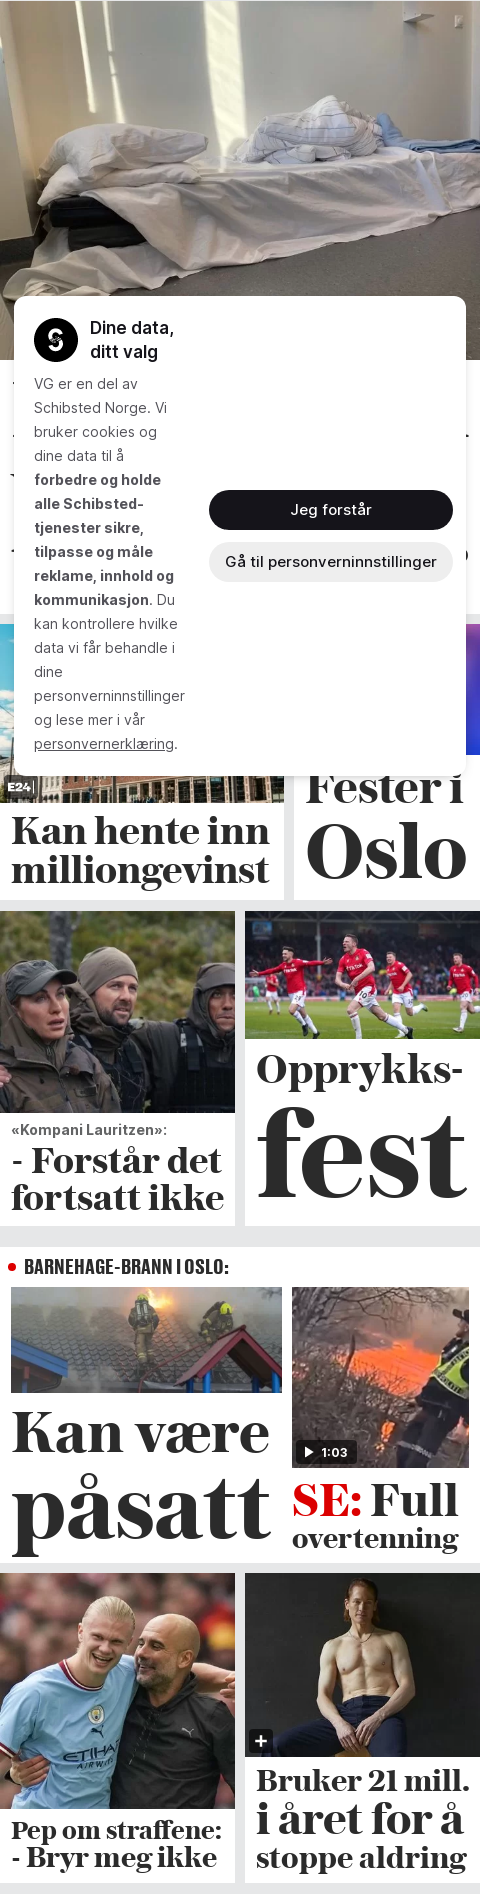 Dine data,
ditt valg
VG er en del av
Schibsted Norge. Vi
bruker cookies og
dine data til å
forbedre og holde
alle Schibsted-
tjenester sikre,
tilpasse og måle
reklame, innhold og
kommunikasjon. Du
kan kontrollere hvilke
data vi får behandle i
dine
personverninnstillinger
og lese mer i vår
personvernerklæring.
Jeg forstår
Gå til personverninnstillinger
E24
Kan hente inn
milliongevinst
Fester i
Oslo
«Kompani Lauritzen»:
- Forstår det
fortsatt ikke
Opprykks-
fest
BARNEHAGE-BRANN I OSLO:
Kan være
påsatt
1:03
SE: Full
overtenning
ETIHAD
AIRWAYS
Pep om straffene:
- Bryr meg ikke
Bruker 21 mill.
i året for å
stoppe aldring